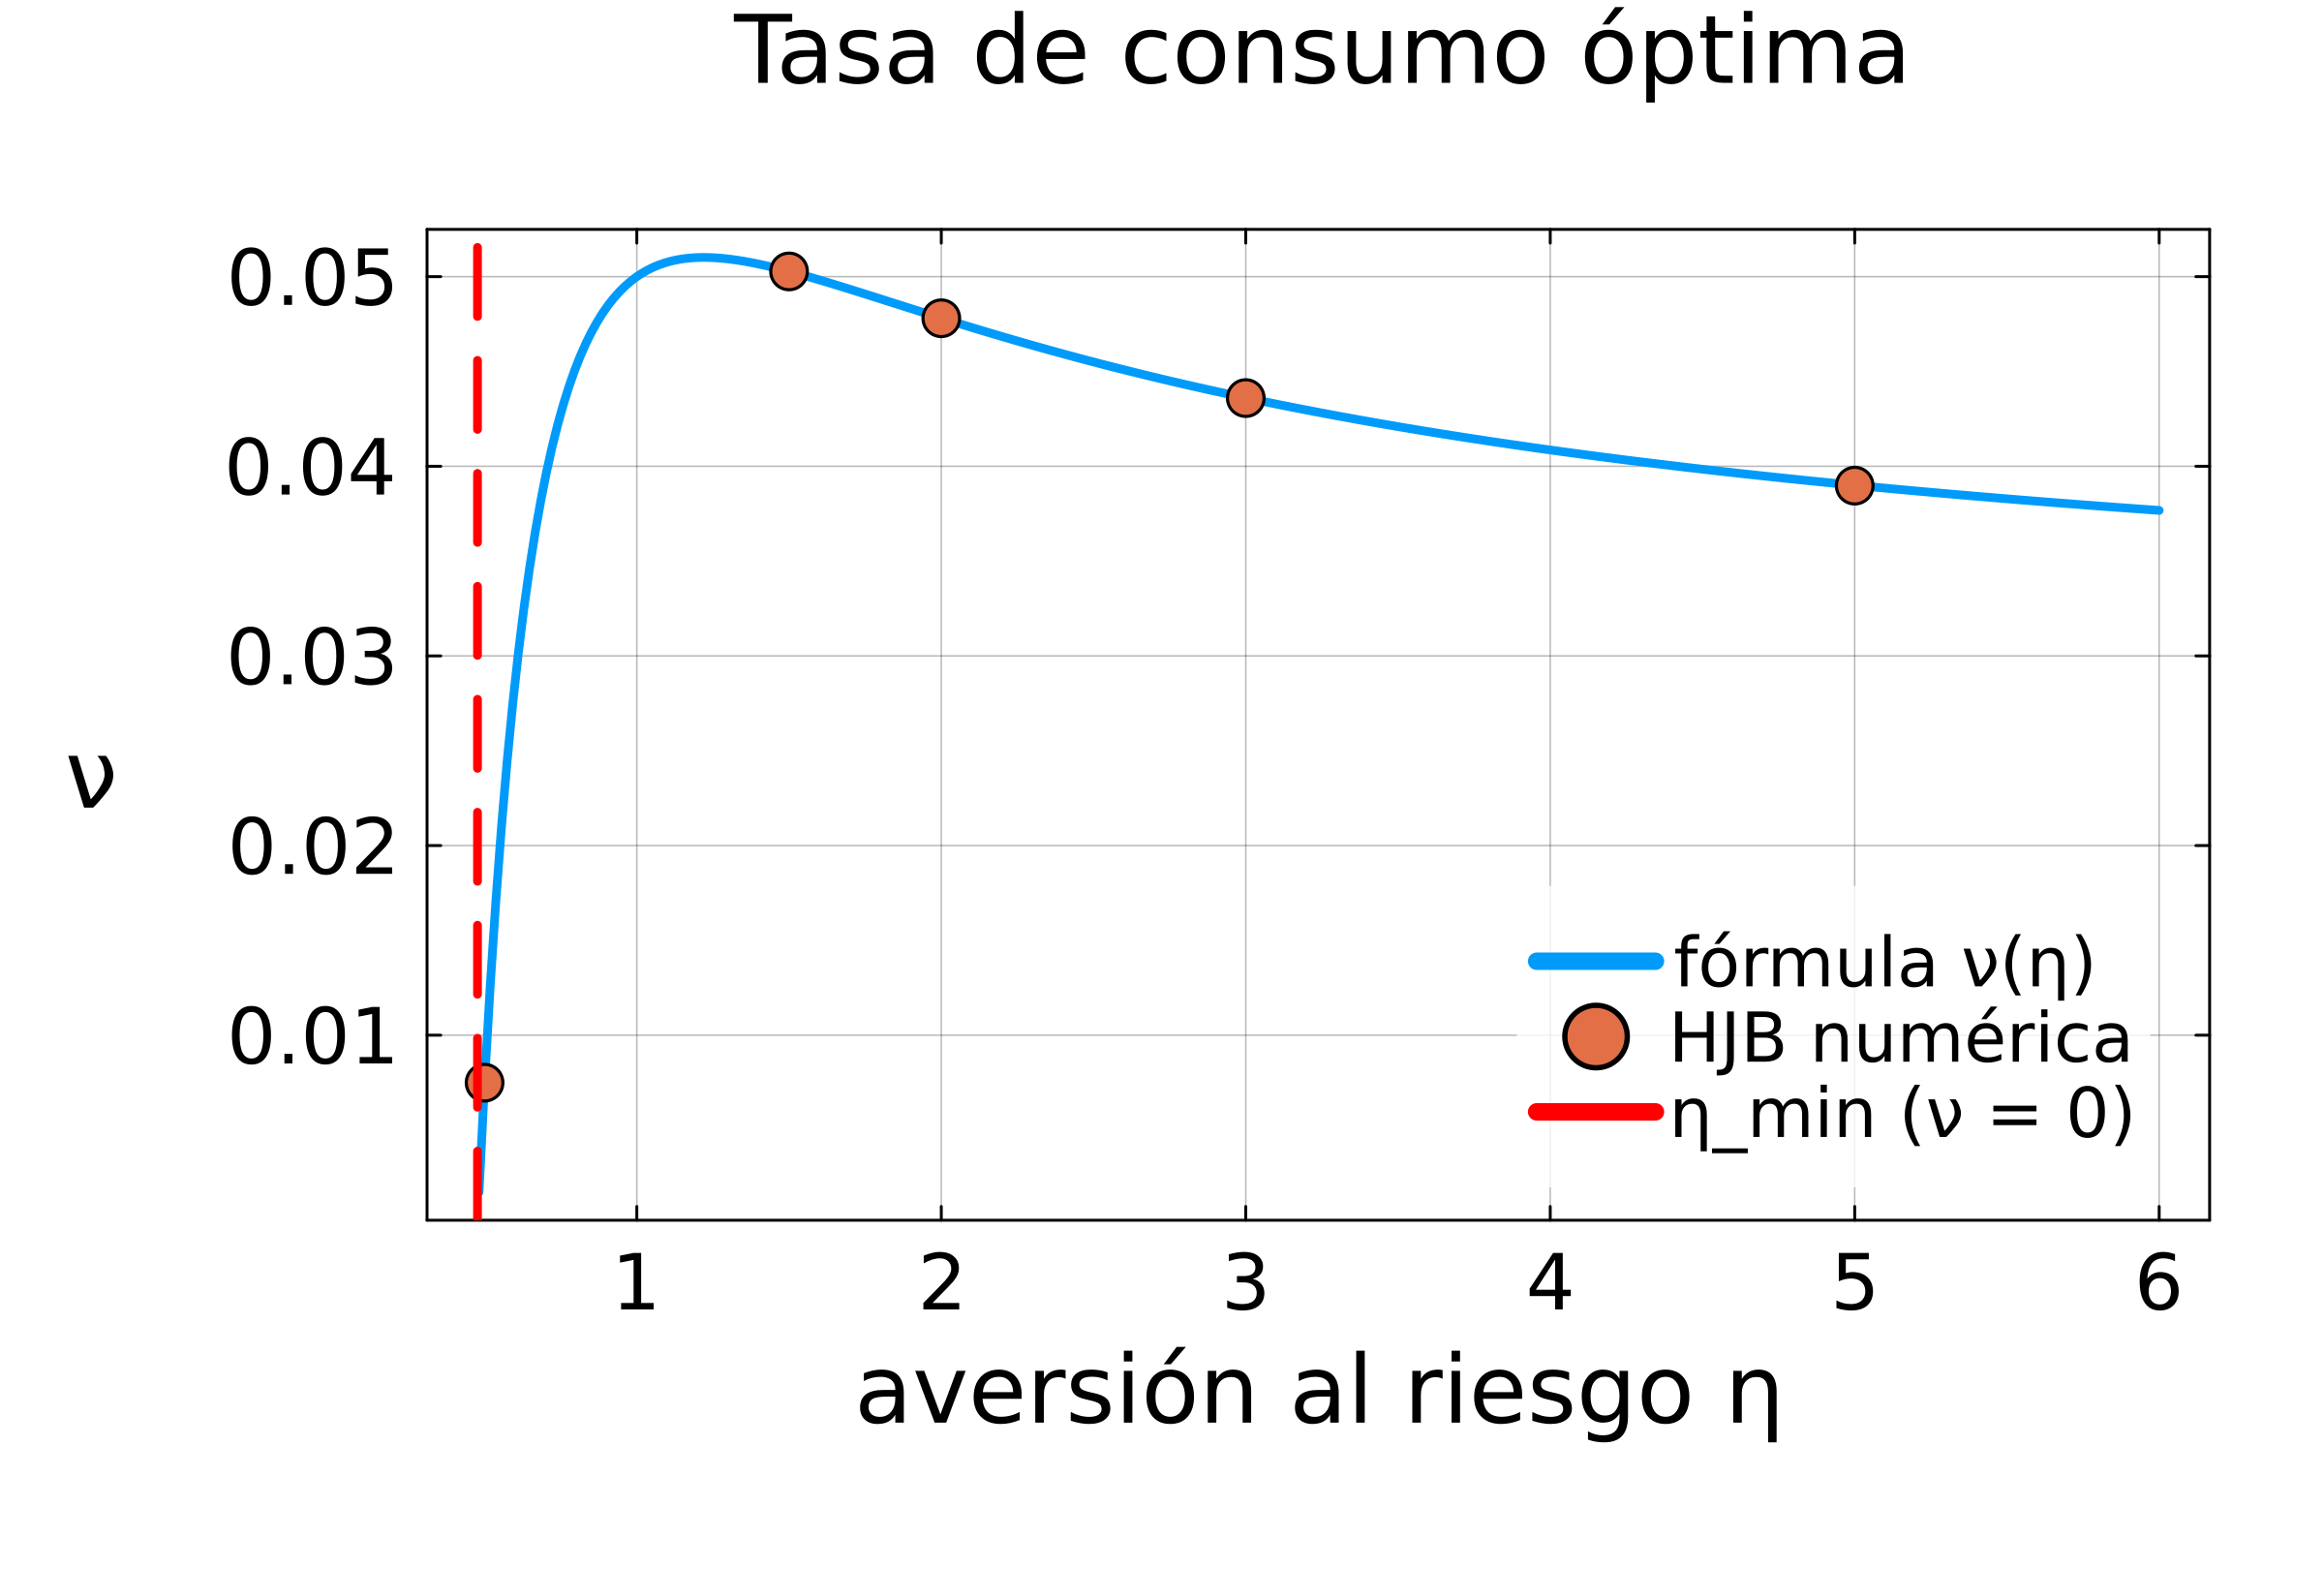 Tasa de consumo óptima
0.05
0.04
0.03
ν
0.02
0.01
fórmula ν(η)
HJB numérica
η_min (ν = 0)
1 2 3 4 5 6
aversión al riesgo η